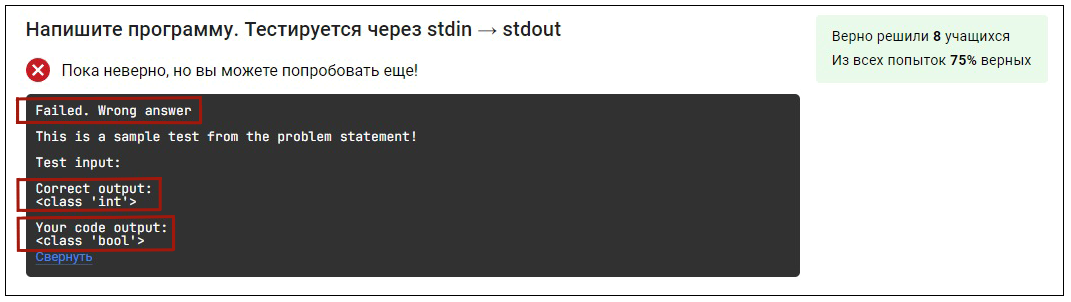 Напишите программу. Тестируется через stdin → stdout
Верно решили 8 учащихся
Из всех попыток 75% верных
Пока неверно, но вы можете попробовать еще!
Failed. Wrong answer
This is a sample test from the problem statement!
Test input:
Correct output:
<class 'int'>
Your code output:
<class 'bool'>
Свернуть